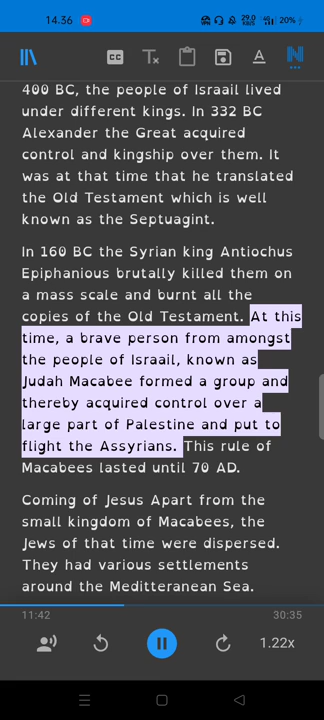 14.36
29.0 KB/S
4G
20%
CC
T×
A
N
400 BC, the people of Israail lived
under different kings. In 332 BC
Alexander the Great acquired
control and kingship over them. It
was at that time that he translated
the Old Testament which is well
known as the Septuagint.
In 160 BC the Syrian king Antiochus
Epiphanious brutally killed them on
a mass scale and burnt all the
copies of the Old Testament. At this
time, a brave person from amongst
the people of Israail, known as
Judah Macabee formed a group and
thereby acquired control over a
large part of Palestine and put to
flight the Assyrians. This rule of
Macabees lasted until 70 AD.
Coming of Jesus Apart from the
small kingdom of Macabees, the
Jews of that time were dispersed.
They had various settlements
around the Mediterranean Sea.
11:42
30:35
1.22x